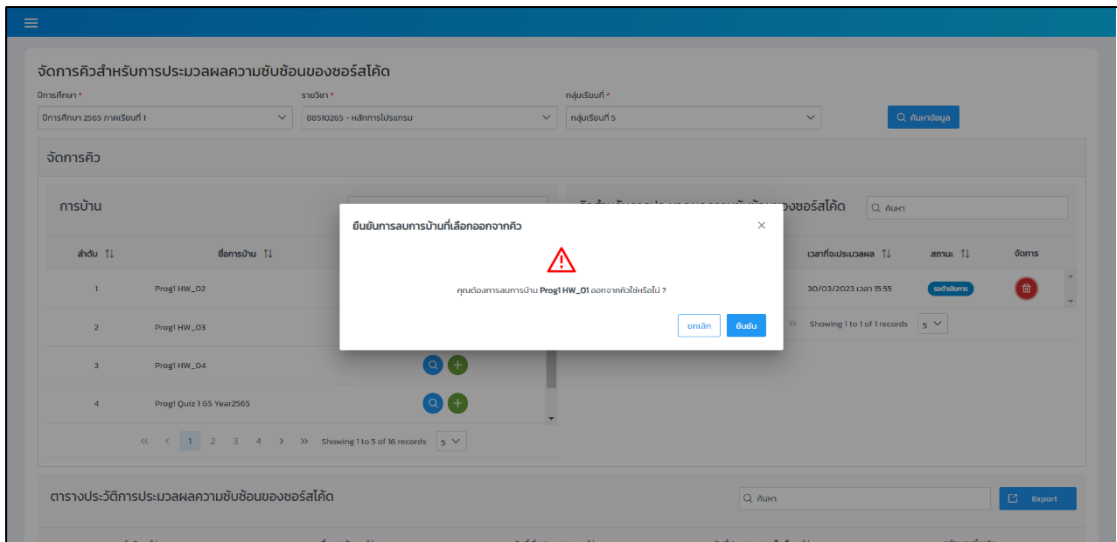 จัดการคิวสำหรับการประมวลผลความซับซ้อนของซอร์สโค้ด
ปีการศึกษา * รายวิชา * กลุ่มเรียนที่ *
ปีการศึกษา 2565 ภาคเรียนที่ 1 88510265 - หลักการโปรแกรม กลุ่มเรียนที่ 5 ค้นหาข้อมูล
จัดการคิว
การบ้าน ของซอร์สโค้ด ค้นหา
ยืนยันการลบการบ้านที่เลือกออกจากคิว
ลำดับ ชื่อการบ้าน เวลาที่จะประมวลผล สถานะ จัดการ
1 Prog1 HW_02 30/03/2023 เวลา 15:55 รอดำเนินการ
คุณต้องการลบการบ้าน Prog1 HW_01 ออกจากคิวใช่หรือไม่ ?
2 Prog1 HW_03 ยกเลิก ยืนยัน >> Showing 1 to 1 of 1 records 5
3 Prog1 HW_04
4 Prog1 Quiz 1 G5 Year2565
<< < 1 2 3 4 > >> Showing 1 to 5 of 16 records 5
ตารางประวัติการประมวลผลความซับซ้อนของซอร์สโค้ด ค้นหา Export